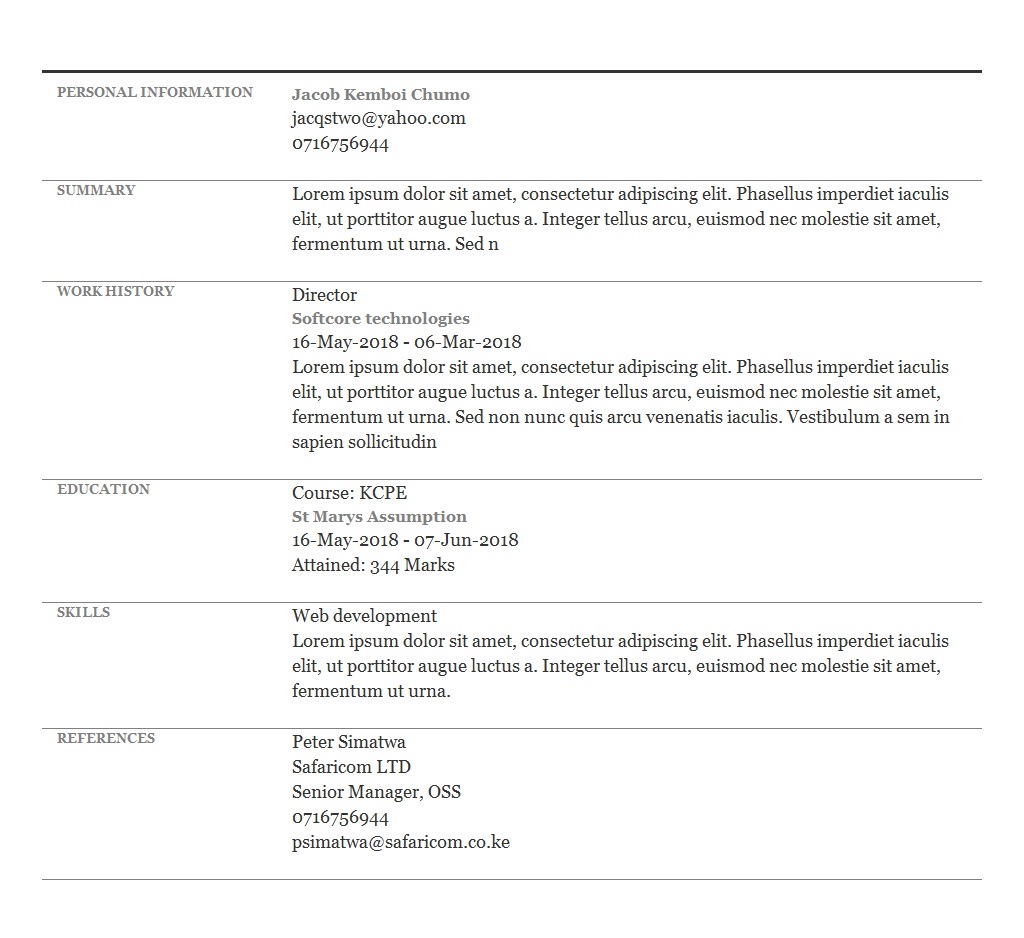 PERSONAL INFORMATION
Jacob Kemboi Chumo
jacqstwo@yahoo.com
0716756944
SUMMARY
Lorem ipsum dolor sit amet, consectetur adipiscing elit. Phasellus imperdiet iaculis
elit, ut porttitor augue luctus a. Integer tellus arcu, euismod nec molestie sit amet,
fermentum ut urna. Sed n
WORK HISTORY
Director
Softcore technologies
16-May-2018 - 06-Mar-2018
Lorem ipsum dolor sit amet, consectetur adipiscing elit. Phasellus imperdiet iaculis
elit, ut porttitor augue luctus a. Integer tellus arcu, euismod nec molestie sit amet,
fermentum ut urna. Sed non nunc quis arcu venenatis iaculis. Vestibulum a sem in
sapien sollicitudin
EDUCATION
Course: KCPE
St Marys Assumption
16-May-2018 - 07-Jun-2018
Attained: 344 Marks
SKILLS
Web development
Lorem ipsum dolor sit amet, consectetur adipiscing elit. Phasellus imperdiet iaculis
elit, ut porttitor augue luctus a. Integer tellus arcu, euismod nec molestie sit amet,
fermentum ut urna.
REFERENCES
Peter Simatwa
Safaricom LTD
Senior Manager, OSS
0716756944
psimatwa@safaricom.co.ke